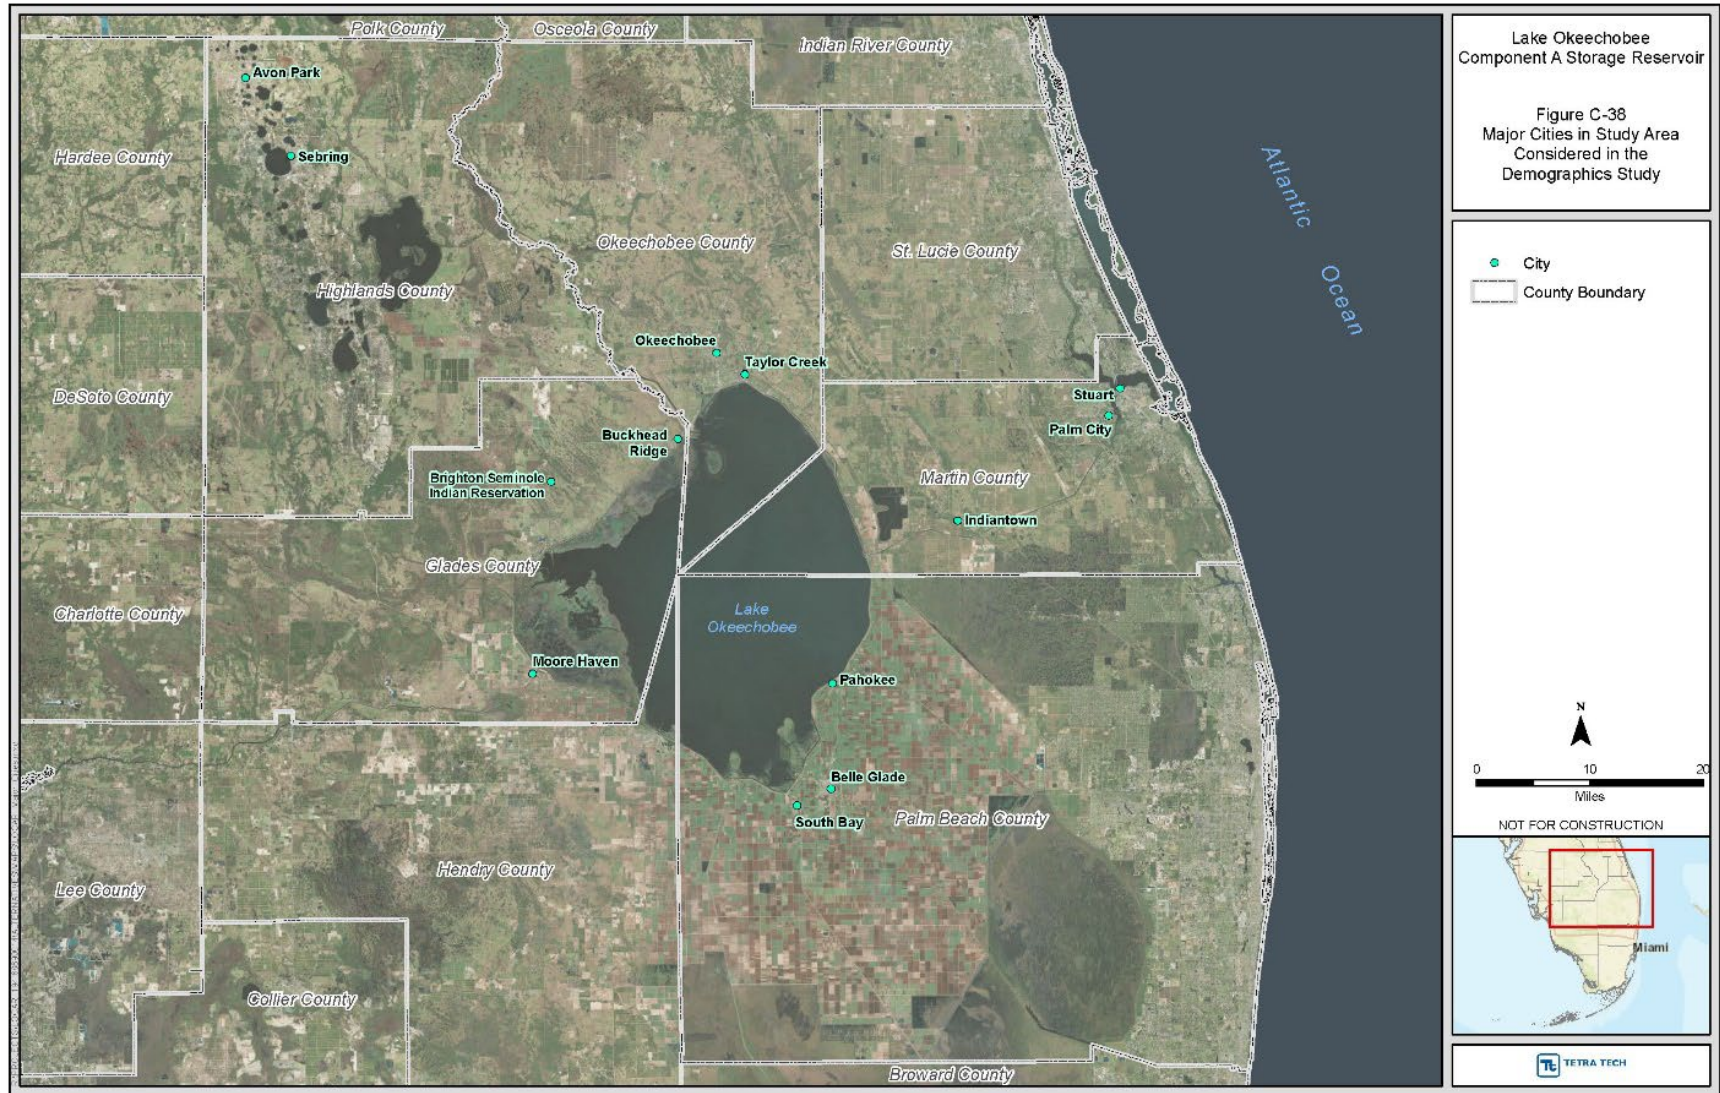 Polk County
Osceola County
Indian River County
Avon Park
Hardee County
Sebring
Okeechobee County
St. Lucie County
Highlands County
Atlantic
Ocean
Okeechobee
Taylor Creek
DeSoto County
Stuart
Palm City
Buckhead
Ridge
Brighton Seminole
Indian Reservation
Martin County
Indiantown
Glades County
Charlotte County
Lake
Okeechobee
Moore Haven
Pahokee
Belle Glade
South Bay
Palm Beach County
Hendry County
Lee County
Collier County
Broward County
Lake Okeechobee
Component A Storage Reservoir
Figure C-38
Major Cities in Study Area
Considered in the
Demographics Study
City
County Boundary
N
0 10 20
Miles
NOT FOR CONSTRUCTION
Miami
Tt TETRA TECH